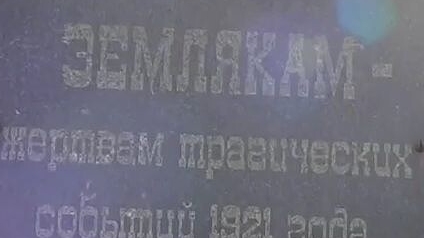 ЗЕМЛЯКАМ -
жертвам трагических
событий 1921 года